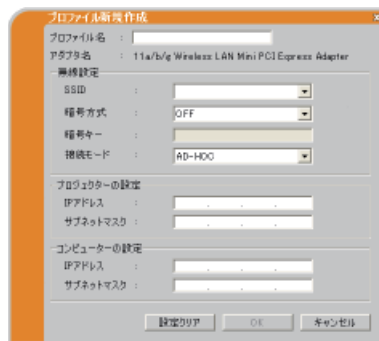 プロファイル新規作成
プロファイル名 :
アダプタ名 : 11a/b/g Wireless LAN Mini PCI Express Adapter
無線設定
SSID :
暗号方式 : OFF
暗号キー :
接続モード : AD-HOC
プロジェクターの設定
IPアドレス :
サブネットマスク :
コンピューターの設定
IPアドレス :
サブネットマスク :
設定クリア OK キャンセル